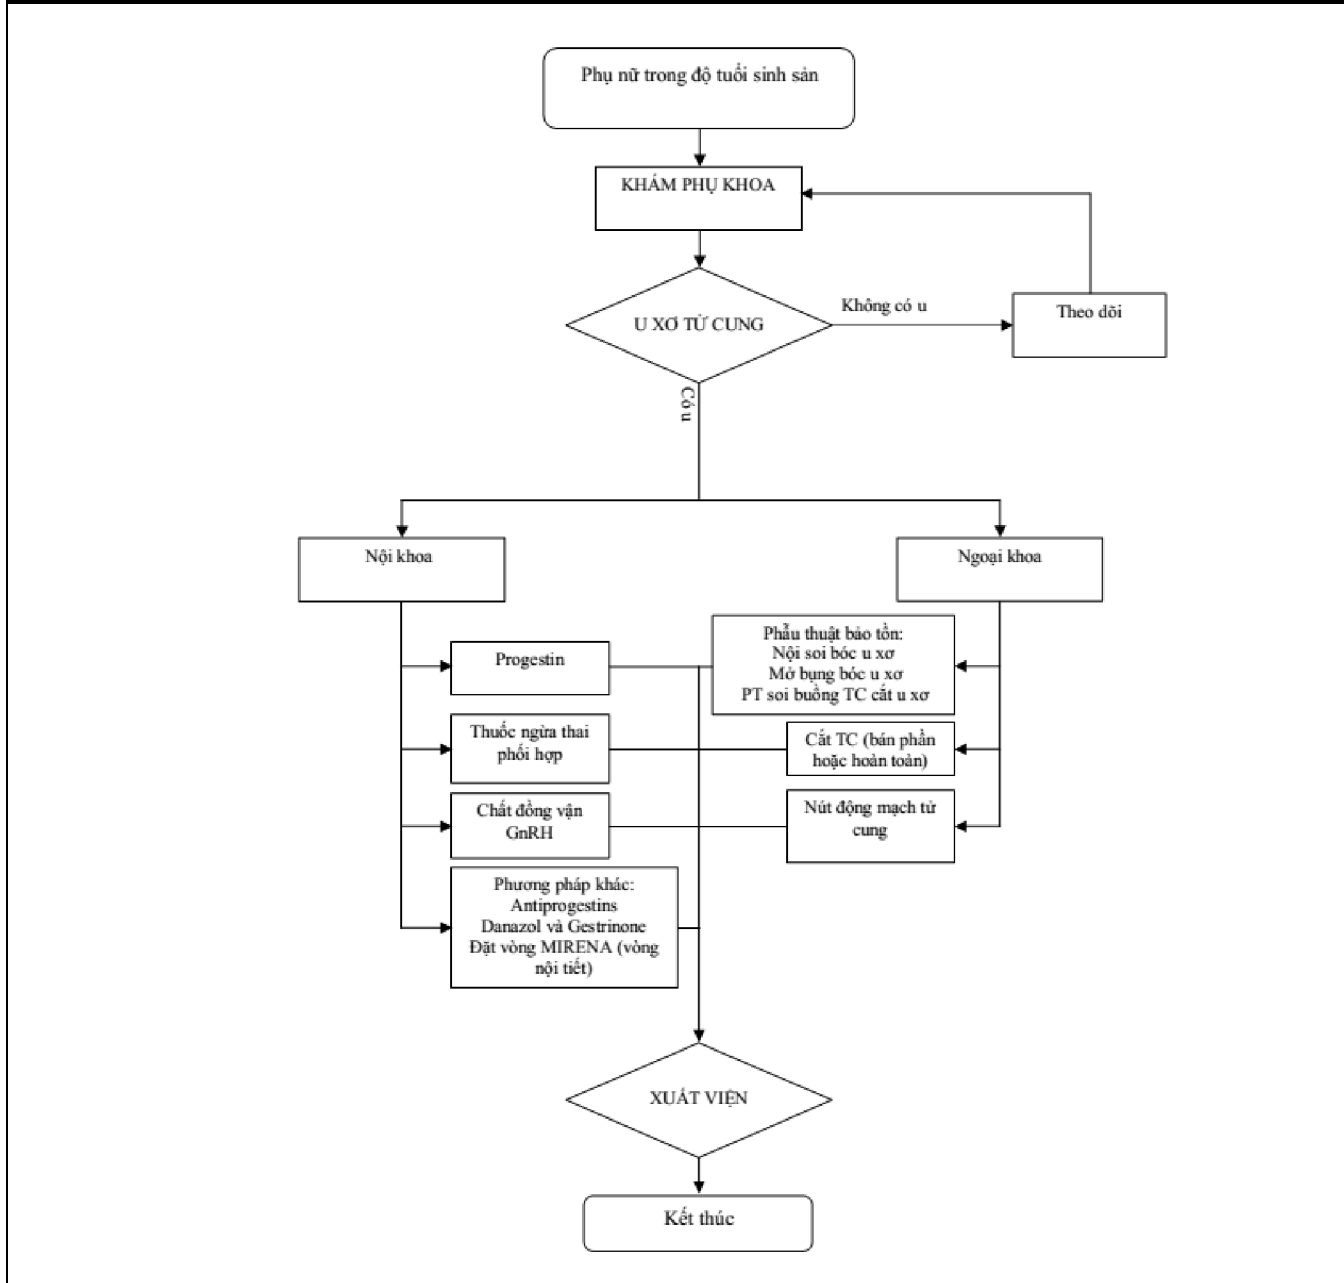 Phụ nữ trong độ tuổi sinh sản
KHÁM PHỤ KHOA
U XƠ TỬ CUNG
Không có u
Theo dõi
Có u
Nội khoa
Ngoại khoa
Progestin
Thuốc ngừa thai
phối hợp
Chất đồng vận
GnRH
Phương pháp khác:
Antiprogestins
Danazol và Gestrinone
Đặt vòng MIRENA (vòng
nội tiết)
Phẫu thuật bảo tồn:
Nội soi bóc u xơ
Mở bụng bóc u xơ
PT soi buồng TC cắt u xơ
Cắt TC (bán phần
hoặc hoàn toàn)
Nút động mạch tử
cung
XUẤT VIỆN
Kết thúc